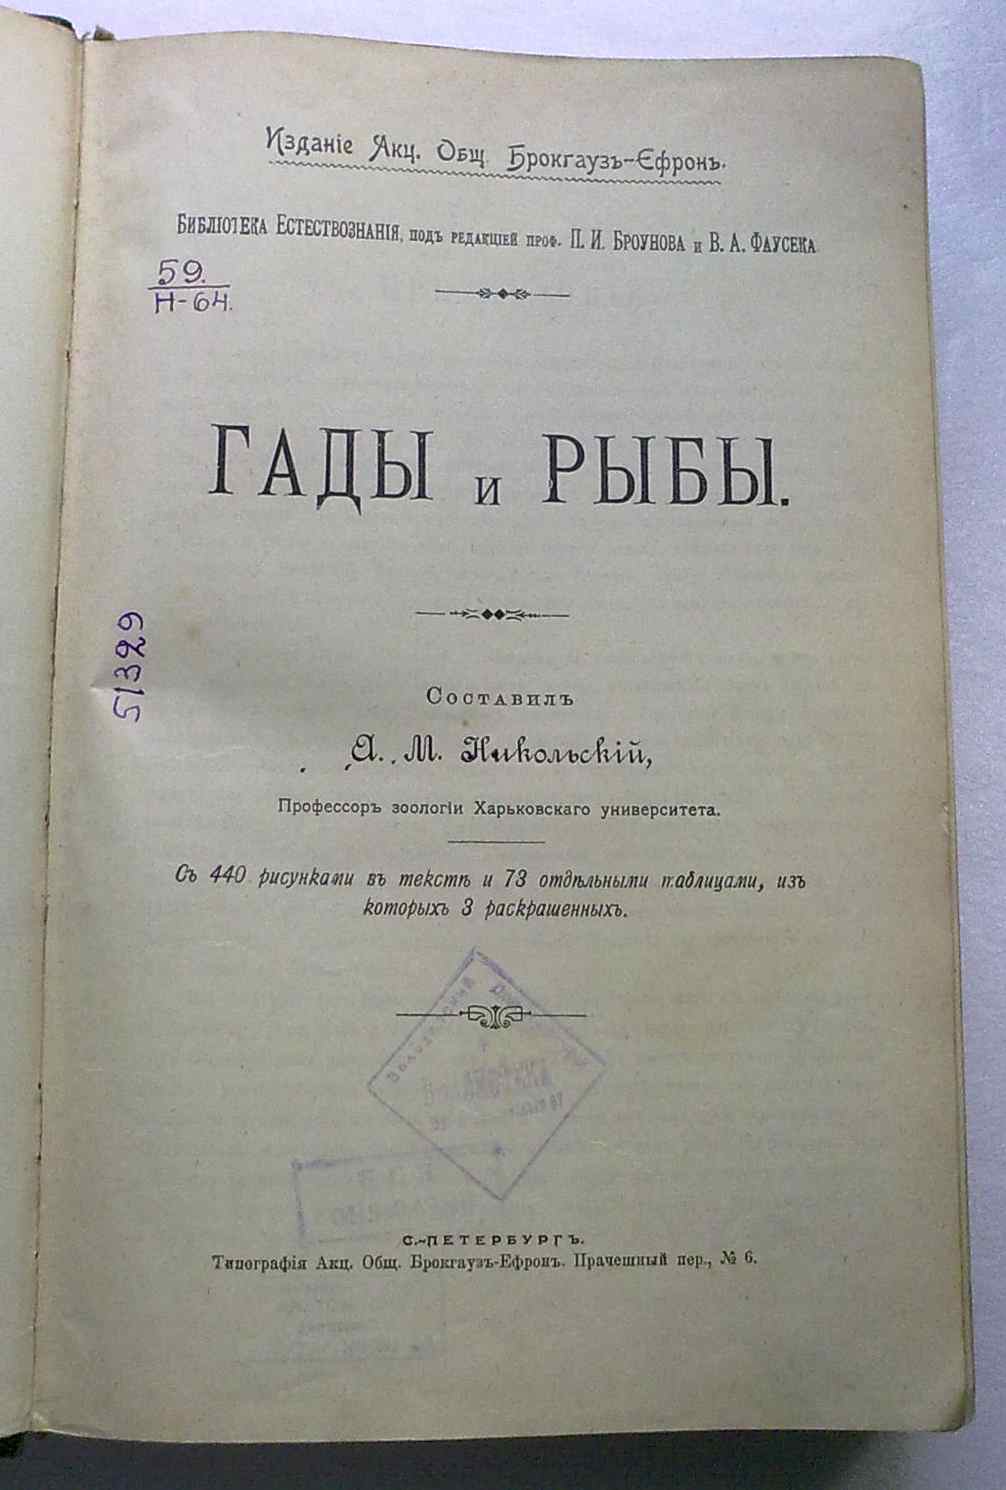 Изданіе Акц. Общ. Брокгаузъ-Ефронъ.
Библіотека Естествознанія, подъ редакціей проф. П. И. Броунова и В. А. Фаусека
59.
Н-64.
ГАДЫ и РЫБЫ.
51329
Составилъ
А. М. Никольскій,
Профессоръ зоологіи Харьковскаго университета.
Съ 440 рисунками въ текстѣ и 73 отдѣльными таблицами, изъ
которыхъ 3 раскрашенныхъ.
С.-ПЕТЕРБУРГЪ.
Типографія Акц. Общ. Брокгаузъ-Ефронъ. Прачешный пер., № 6.